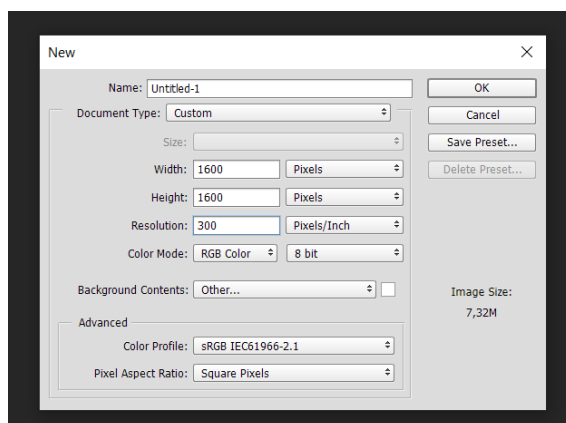 New
Name: Untitled-1
OK
Document Type: Custom
Cancel
Size:
Save Preset...
Width: 1600 Pixels
Delete Preset...
Height: 1600 Pixels
Resolution: 300 Pixels/Inch
Color Mode: RGB Color 8 bit
Background Contents: Other...
Image Size:
7,32M
Advanced
Color Profile: sRGB IEC61966-2.1
Pixel Aspect Ratio: Square Pixels